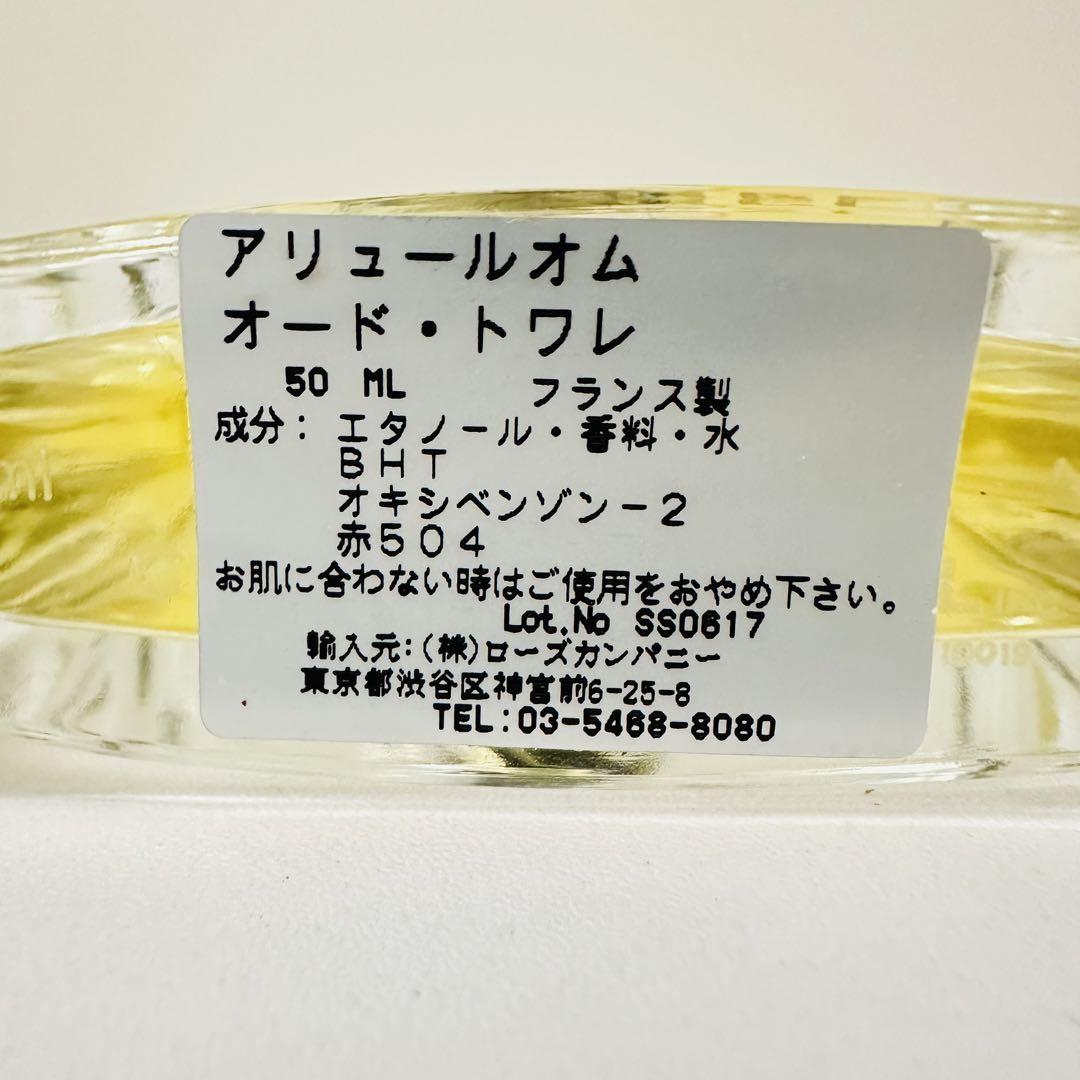 アリュールオム
オード・トワレ
50 ML フランス製
成分: エタノール・香料・水
BHT
オキシベンゾン-2
赤504
お肌に合わない時はご使用をおやめ下さい。
Lot.No SS0617
輸入元:(株)ローズカンパニー
東京都渋谷区神宮前6-25-8
TEL:03-5468-8080
ml